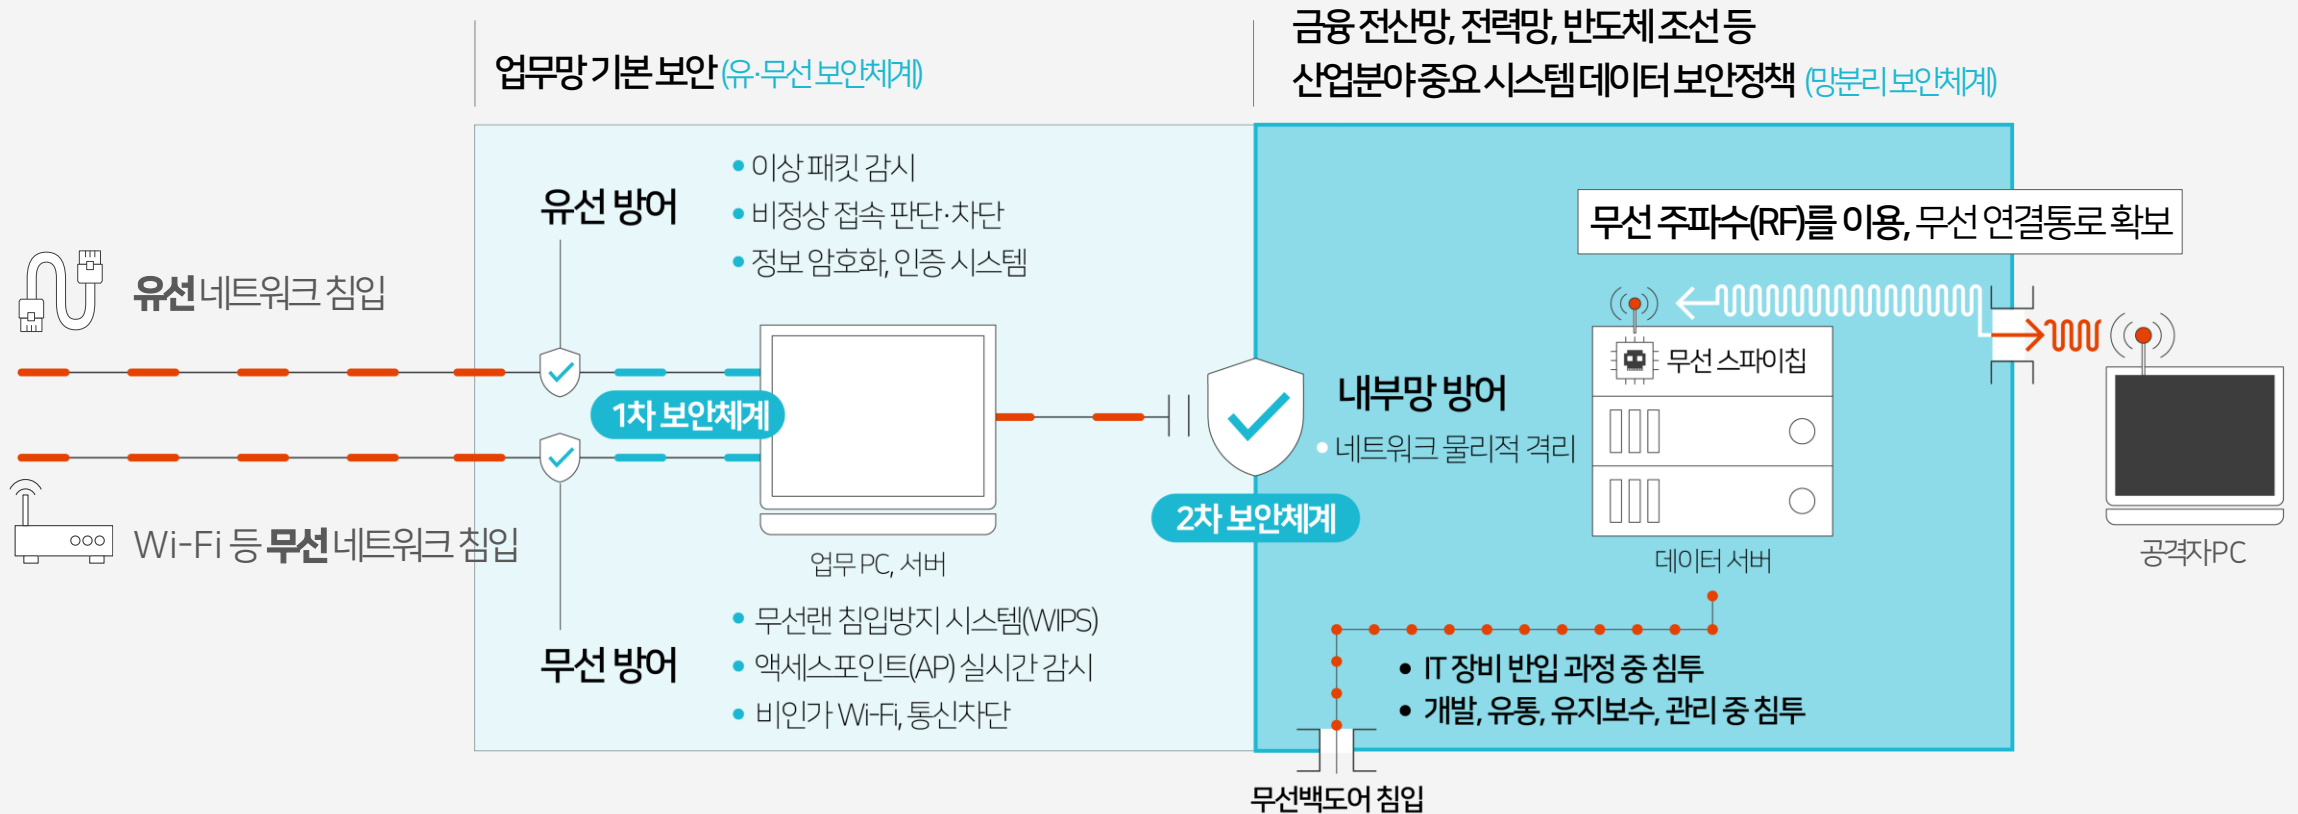 업무망 기본 보안 (유·무선 보안체계)
금융 전산망, 전력망, 반도체 조선 등
산업분야 중요 시스템 데이터 보안정책 (망분리 보안체계)
유선 네트워크 침입
Wi-Fi 등 무선 네트워크 침입
유선 방어
이상 패킷 감시
비정상 접속 판단·차단
정보 암호화, 인증 시스템
1차 보안체계
업무 PC, 서버
무선 방어
무선랜 침입방지 시스템(WIPS)
액세스포인트(AP) 실시간 감시
비인가 Wi-Fi, 통신차단
2차 보안체계
내부망 방어
네트워크 물리적 격리
무선 주파수(RF)를 이용, 무선 연결통로 확보
무선 스파이칩
데이터 서버
공격자PC
IT 장비 반입 과정 중 침투
개발, 유통, 유지보수, 관리 중 침투
무선백도어 침입